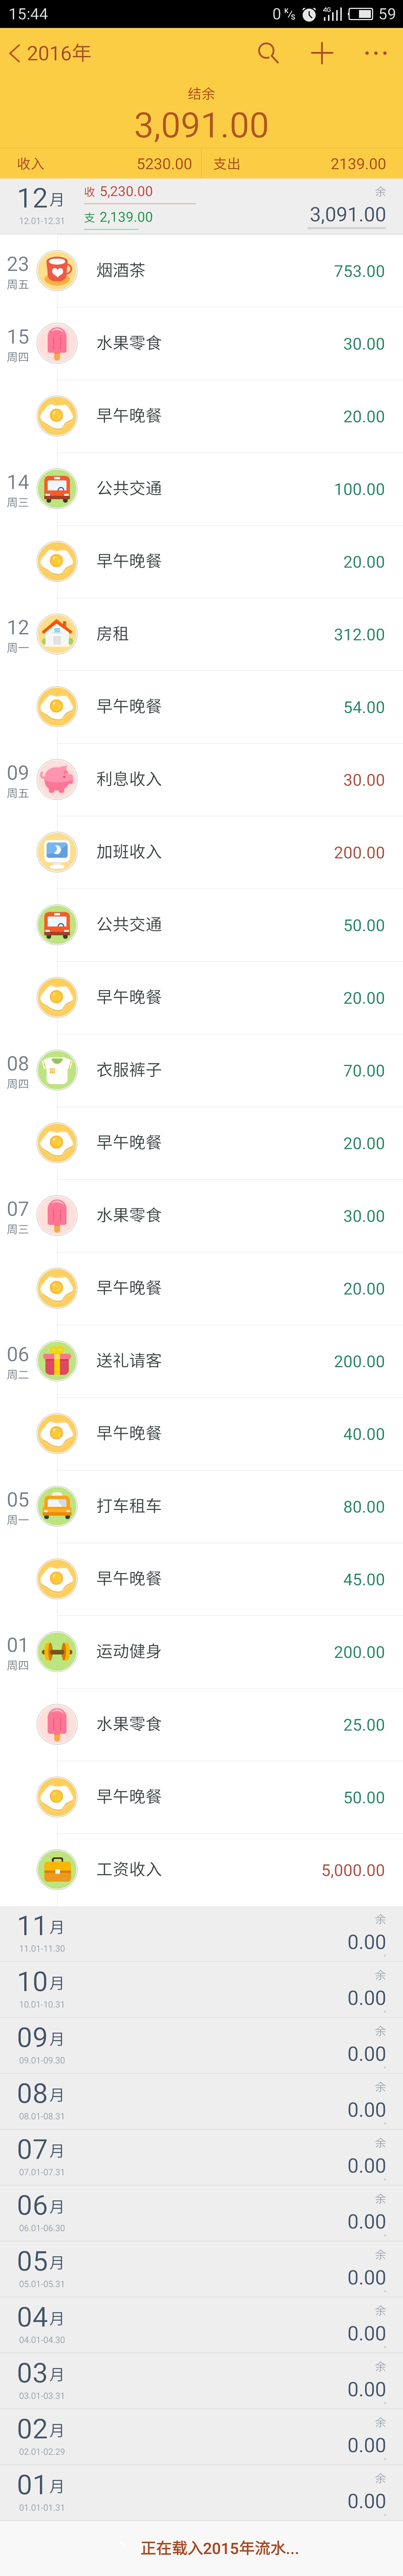 15:44 0 K/s 4G 59
2016年
结余
3,091.00
收入 5230.00 支出 2139.00
12月 收 5,230.00 余
12.01-12.31 支 2,139.00 3,091.00
23 周五 烟酒茶 753.00
15 周四 水果零食 30.00
早午晚餐 20.00
14 周三 公共交通 100.00
早午晚餐 20.00
12 周一 房租 312.00
早午晚餐 54.00
09 周五 利息收入 30.00
加班收入 200.00
公共交通 50.00
早午晚餐 20.00
08 周四 衣服裤子 70.00
早午晚餐 20.00
07 周三 水果零食 30.00
早午晚餐 20.00
06 周二 送礼请客 200.00
早午晚餐 40.00
05 周一 打车租车 80.00
早午晚餐 45.00
01 周四 运动健身 200.00
水果零食 25.00
早午晚餐 50.00
工资收入 5,000.00
11月 余
11.01-11.30 0.00
10月 余
10.01-10.31 0.00
09月 余
09.01-09.30 0.00
08月 余
08.01-08.31 0.00
07月 余
07.01-07.31 0.00
06月 余
06.01-06.30 0.00
05月 余
05.01-05.31 0.00
04月 余
04.01-04.30 0.00
03月 余
03.01-03.31 0.00
02月 余
02.01-02.29 0.00
01月 余
01.01-01.31 0.00
正在载入2015年流水...